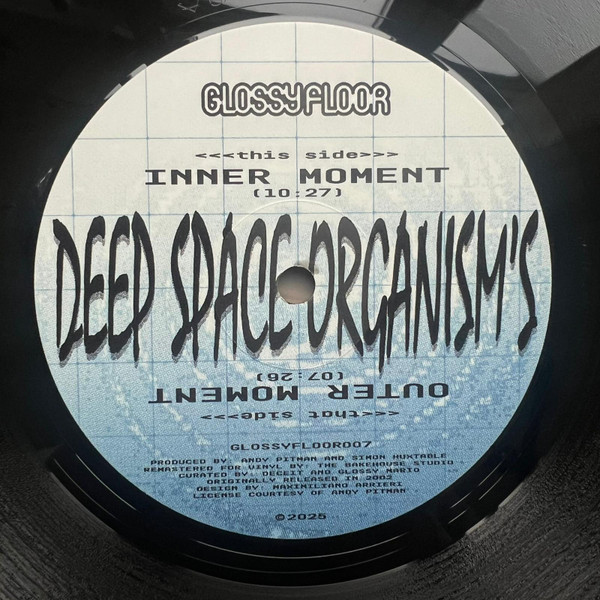 GLOSSYFLOOR
<<<this side>>>
INNER MOMENT
(10:27)
DEEP SPACE ORGANISM'S
(07:26)
OUTER MOMENT
<<<that side>>>
GLOSSYFLOOR007
PRODUCED BY: ANDY PITMAN AND SIMON HUXTABLE
REMASTERED FOR VINYL BY: THE BAKEHOUSE STUDIO
CURATED BY: DECEIT AND GLOSSY MARIO
ORIGINALLY RELEASED IN 2002
DESIGN BY: MAXIMILIANO ARRIERI
LICENSE COURTESY OF ANDY PITMAN
©2025